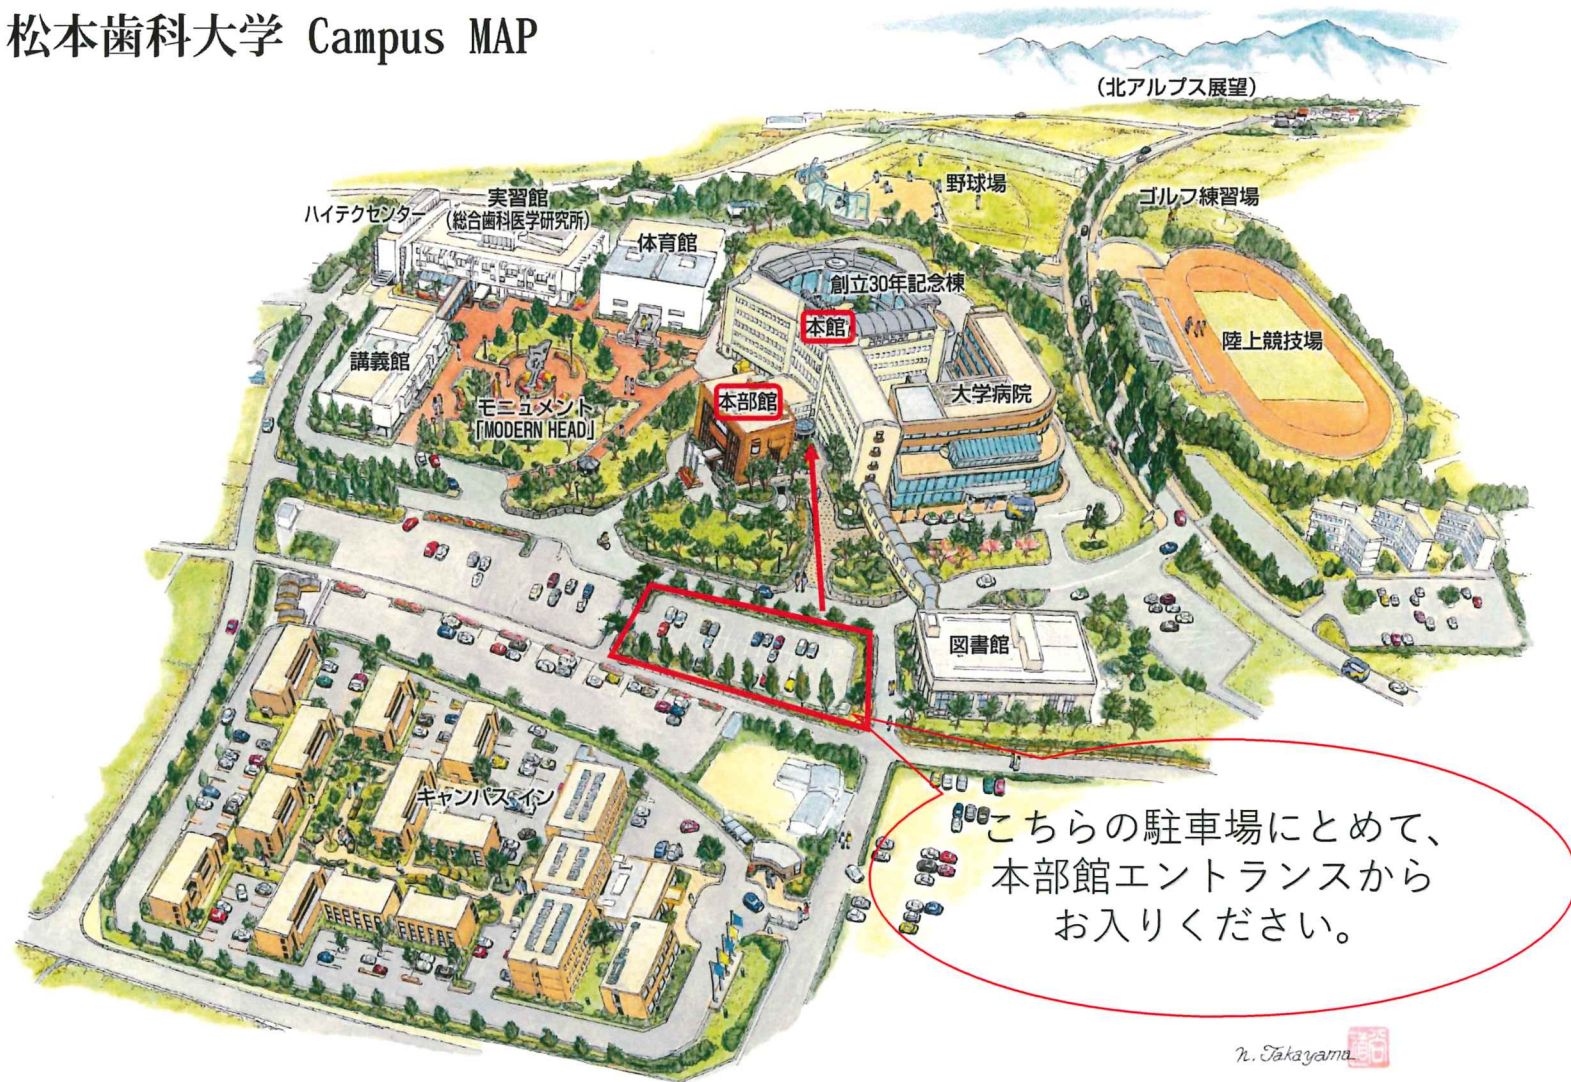 松本歯科大学 Campus MAP
(北アルプス展望)
野球場
ゴルフ練習場
ハイテクセンター
実習館
(総合歯科医学研究所)
体育館
創立30年記念棟
本館
陸上競技場
講義館
大学病院
本部館
モニュメント
「MODERN HEAD」
図書館
キャンパスイン
こちらの駐車場にとめて、
本部館エントランスから
お入りください。
n. Takayama